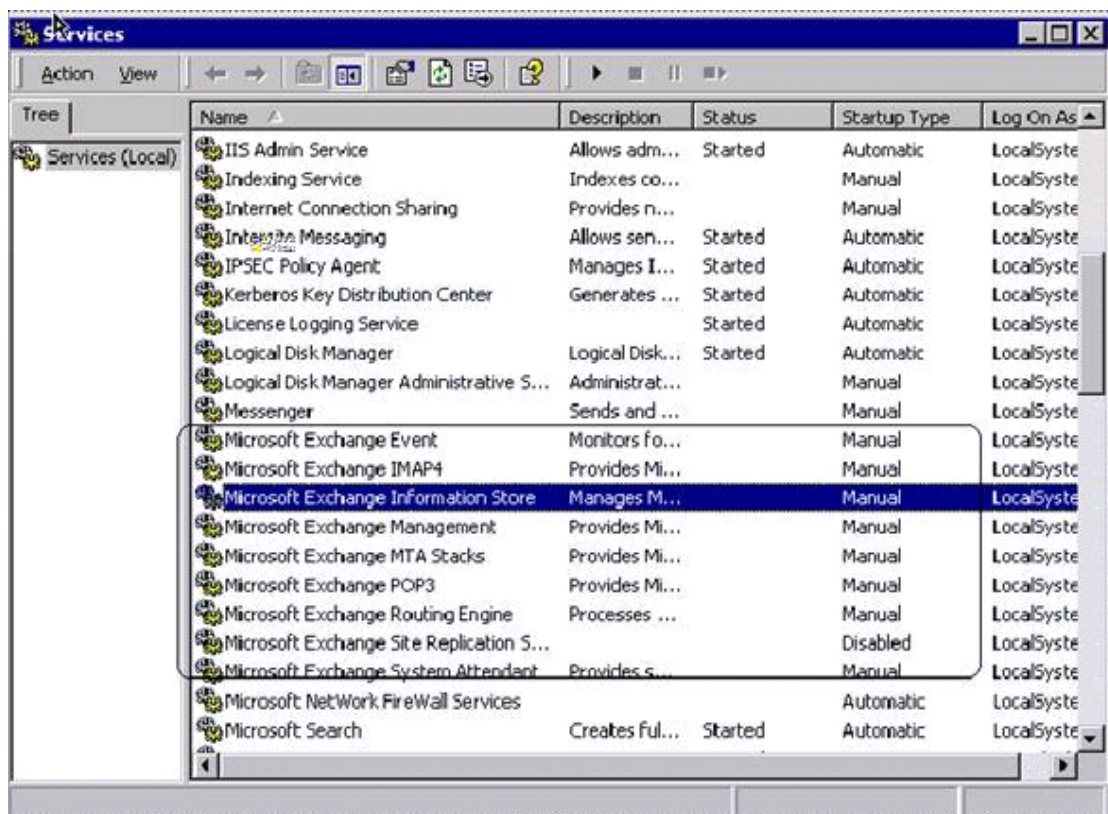 Services
Action View
Tree
Name Description Status Startup Type Log On As
Services (Local)
IIS Admin Service Allows adm... Started Automatic LocalSyste
Indexing Service Indexes co... Manual LocalSyste
Internet Connection Sharing Provides n... Manual LocalSyste
Intersite Messaging Allows sen... Started Automatic LocalSyste
IPSEC Policy Agent Manages I... Started Automatic LocalSyste
Kerberos Key Distribution Center Generates ... Started Automatic LocalSyste
License Logging Service Started Automatic LocalSyste
Logical Disk Manager Logical Disk... Started Automatic LocalSyste
Logical Disk Manager Administrative S... Administrat... Manual LocalSyste
Messenger Sends and ... Manual LocalSyste
Microsoft Exchange Event Monitors fo... Manual LocalSyste
Microsoft Exchange IMAP4 Provides Mi... Manual LocalSyste
Microsoft Exchange Information Store Manages M... Manual LocalSyste
Microsoft Exchange Management Provides Mi... Manual LocalSyste
Microsoft Exchange MTA Stacks Provides Mi... Manual LocalSyste
Microsoft Exchange POP3 Provides Mi... Manual LocalSyste
Microsoft Exchange Routing Engine Processes ... Manual LocalSyste
Microsoft Exchange Site Replication S... Disabled LocalSyste
Microsoft Exchange System Attendant Provides s... Manual LocalSyste
Microsoft NetWork FireWall Services Automatic LocalSyste
Microsoft Search Creates ful... Started Automatic LocalSyste